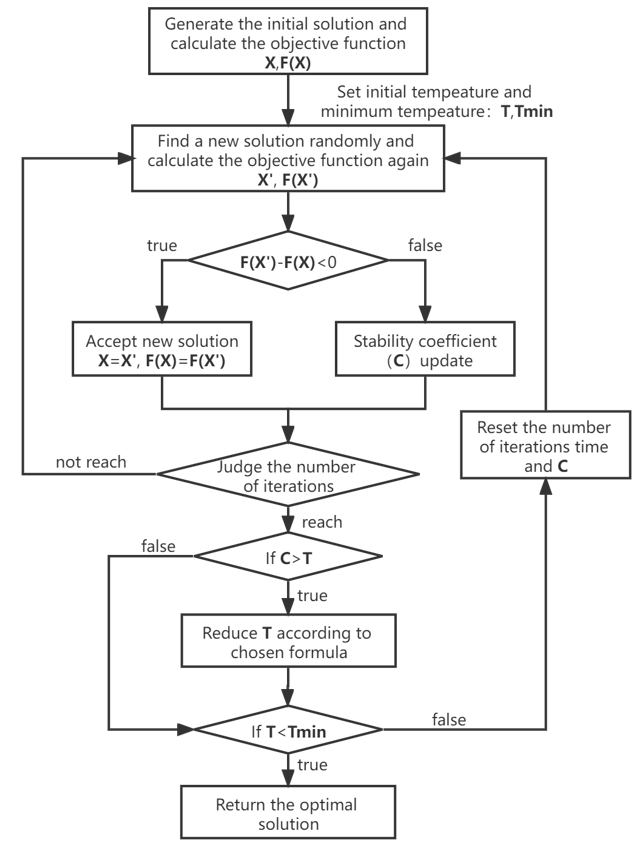 Generate the initial solution and
calculate the objective function
X,F(X)
Set initial tempeature and
minimum tempeature: T,Tmin
Find a new solution randomly and
calculate the objective function again
X', F(X')
true
false
F(X')-F(X)<0
Accept new solution
X=X', F(X)=F(X')
Stability coefficient
(C) update
Reset the number
of iterations time
and C
not reach
Judge the number
of iterations
reach
false
If C>T
true
Reduce T according to
chosen formula
If T<Tmin
false
true
Return the optimal
solution